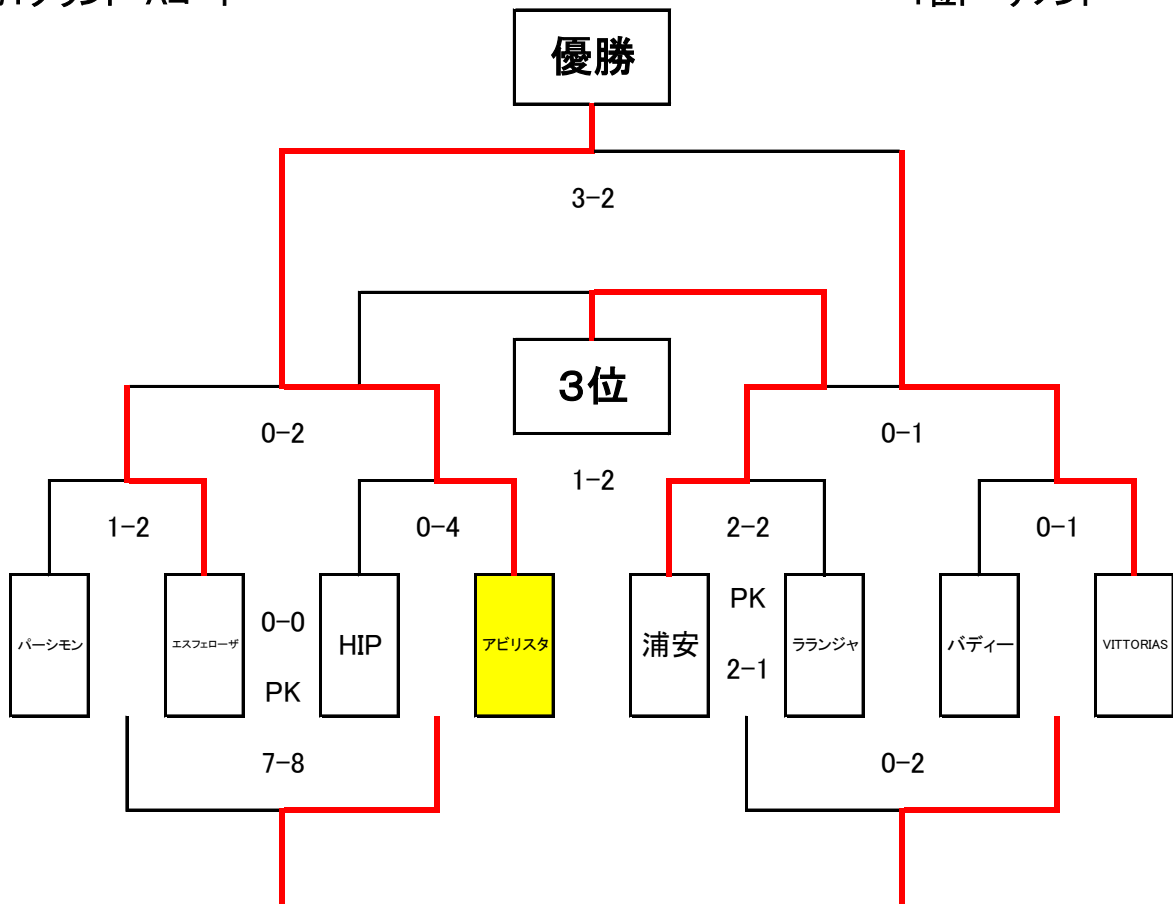 優勝
3-2
3位
0-2
0-1
1-2
1-2
0-4
2-2
0-1
パーシモン
エスフェローザ
0-0
PK
HIP
アビリスタ
浦安
PK
2-1
ラランジャ
バディー
VITTORIAS
7-8
0-2